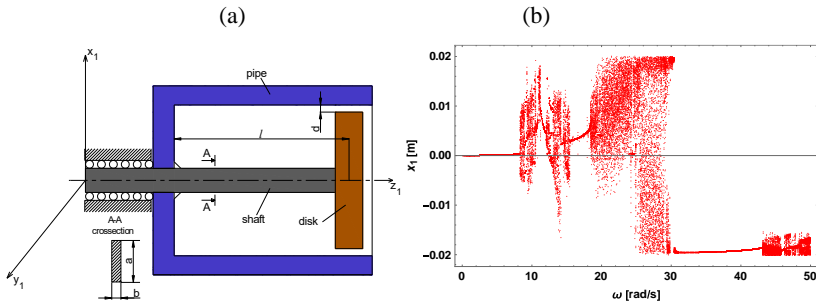 (a)
(b)
x1
pipe
d
l
A
A
z1
shaft
disk
A-A
crossection
a
b
y1
0.02
0.01
0.00
−0.01
−0.02
x1 [m]
0
10
20
30
40
50
ω [rad/s]